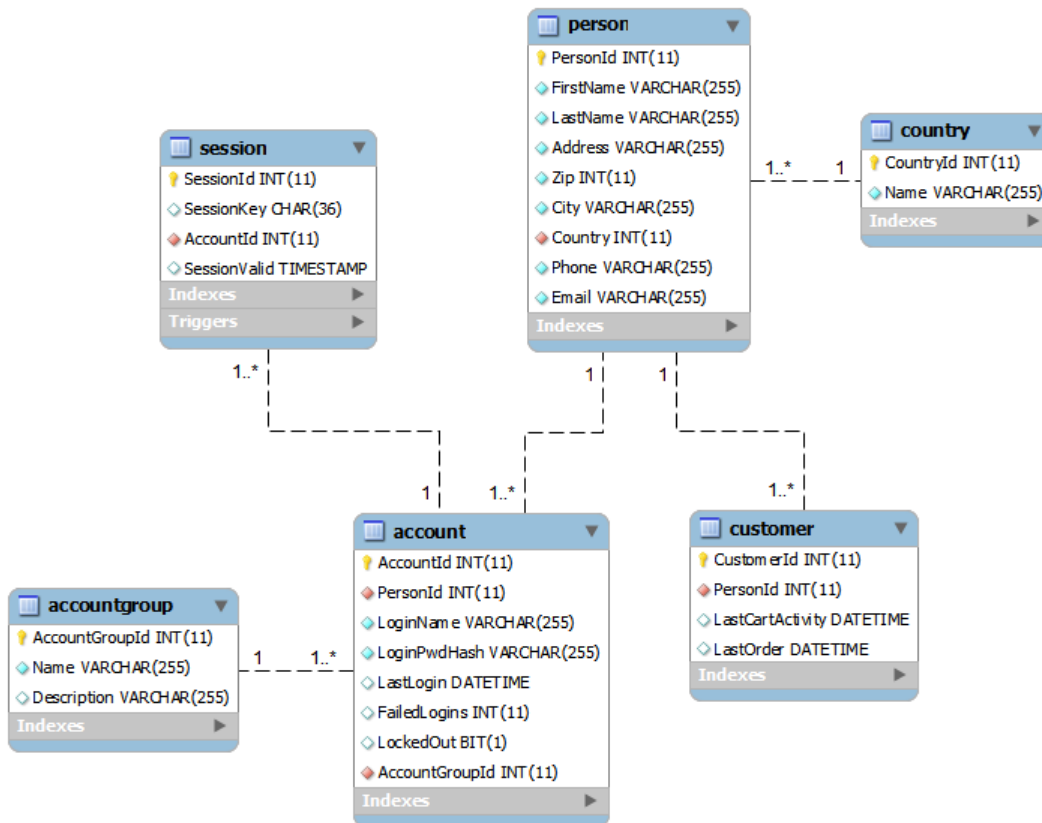 person
PersonId INT(11)
FirstName VARCHAR(255)
LastName VARCHAR(255)
Address VARCHAR(255)
Zip INT(11)
City VARCHAR(255)
Country INT(11)
Phone VARCHAR(255)
Email VARCHAR(255)
Indexes
country
CountryId INT(11)
Name VARCHAR(255)
Indexes
1..*
1
session
SessionId INT(11)
SessionKey CHAR(36)
AccountId INT(11)
SessionValid TIMESTAMP
Indexes
Triggers
1..*
1
1
1
1..*
1..*
account
AccountId INT(11)
PersonId INT(11)
LoginName VARCHAR(255)
LoginPwdHash VARCHAR(255)
LastLogin DATETIME
FailedLogins INT(11)
LockedOut BIT(1)
AccountGroupId INT(11)
Indexes
customer
CustomerId INT(11)
PersonId INT(11)
LastCartActivity DATETIME
LastOrder DATETIME
Indexes
accountgroup
AccountGroupId INT(11)
Name VARCHAR(255)
Description VARCHAR(255)
Indexes
1
1..*